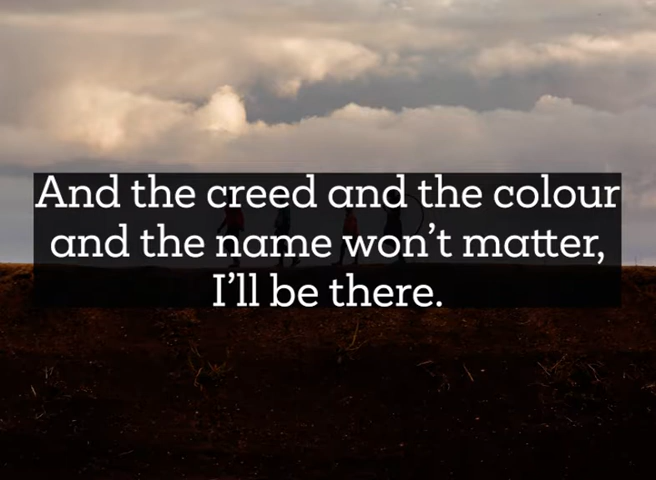 And the creed and the colour
and the name won’t matter,
I’ll be there.